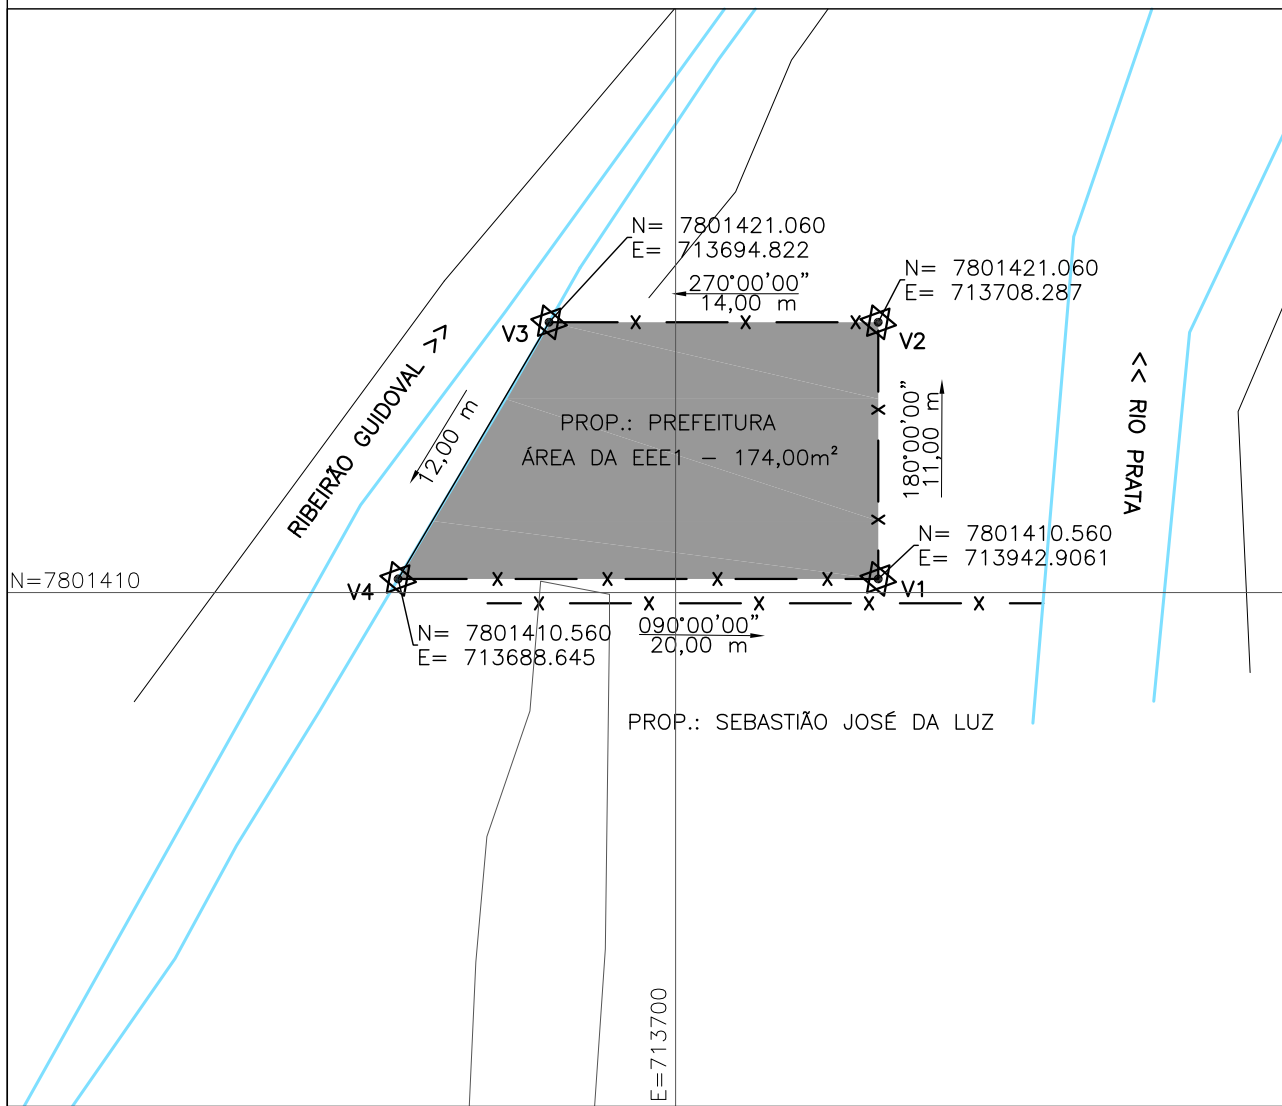 N= 7801421.060
E= 713694.822
N= 7801421.060
E= 713708.287
270°00'00"
14,00 m
V3
V2
RIBEIRÃO GUIDOVAL >>
12,00 m
PROP.: PREFEITURA
ÁREA DA EEE1 – 174,00m²
180°00'00"
11,00 m
<< RIO PRATA
N= 7801410.560
E= 713942.9061
N=7801410
V4
V1
N= 7801410.560
E= 713688.645
090°00'00"
20,00 m
PROP.: SEBASTIÃO JOSÉ DA LUZ
E=713700